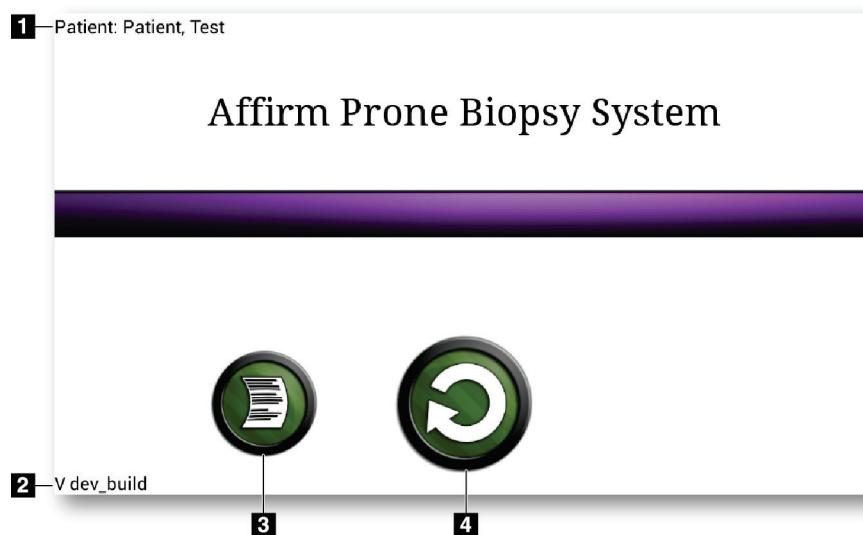 1 Patient: Patient, Test
Affirm Prone Biopsy System
2 V dev_build
3 4